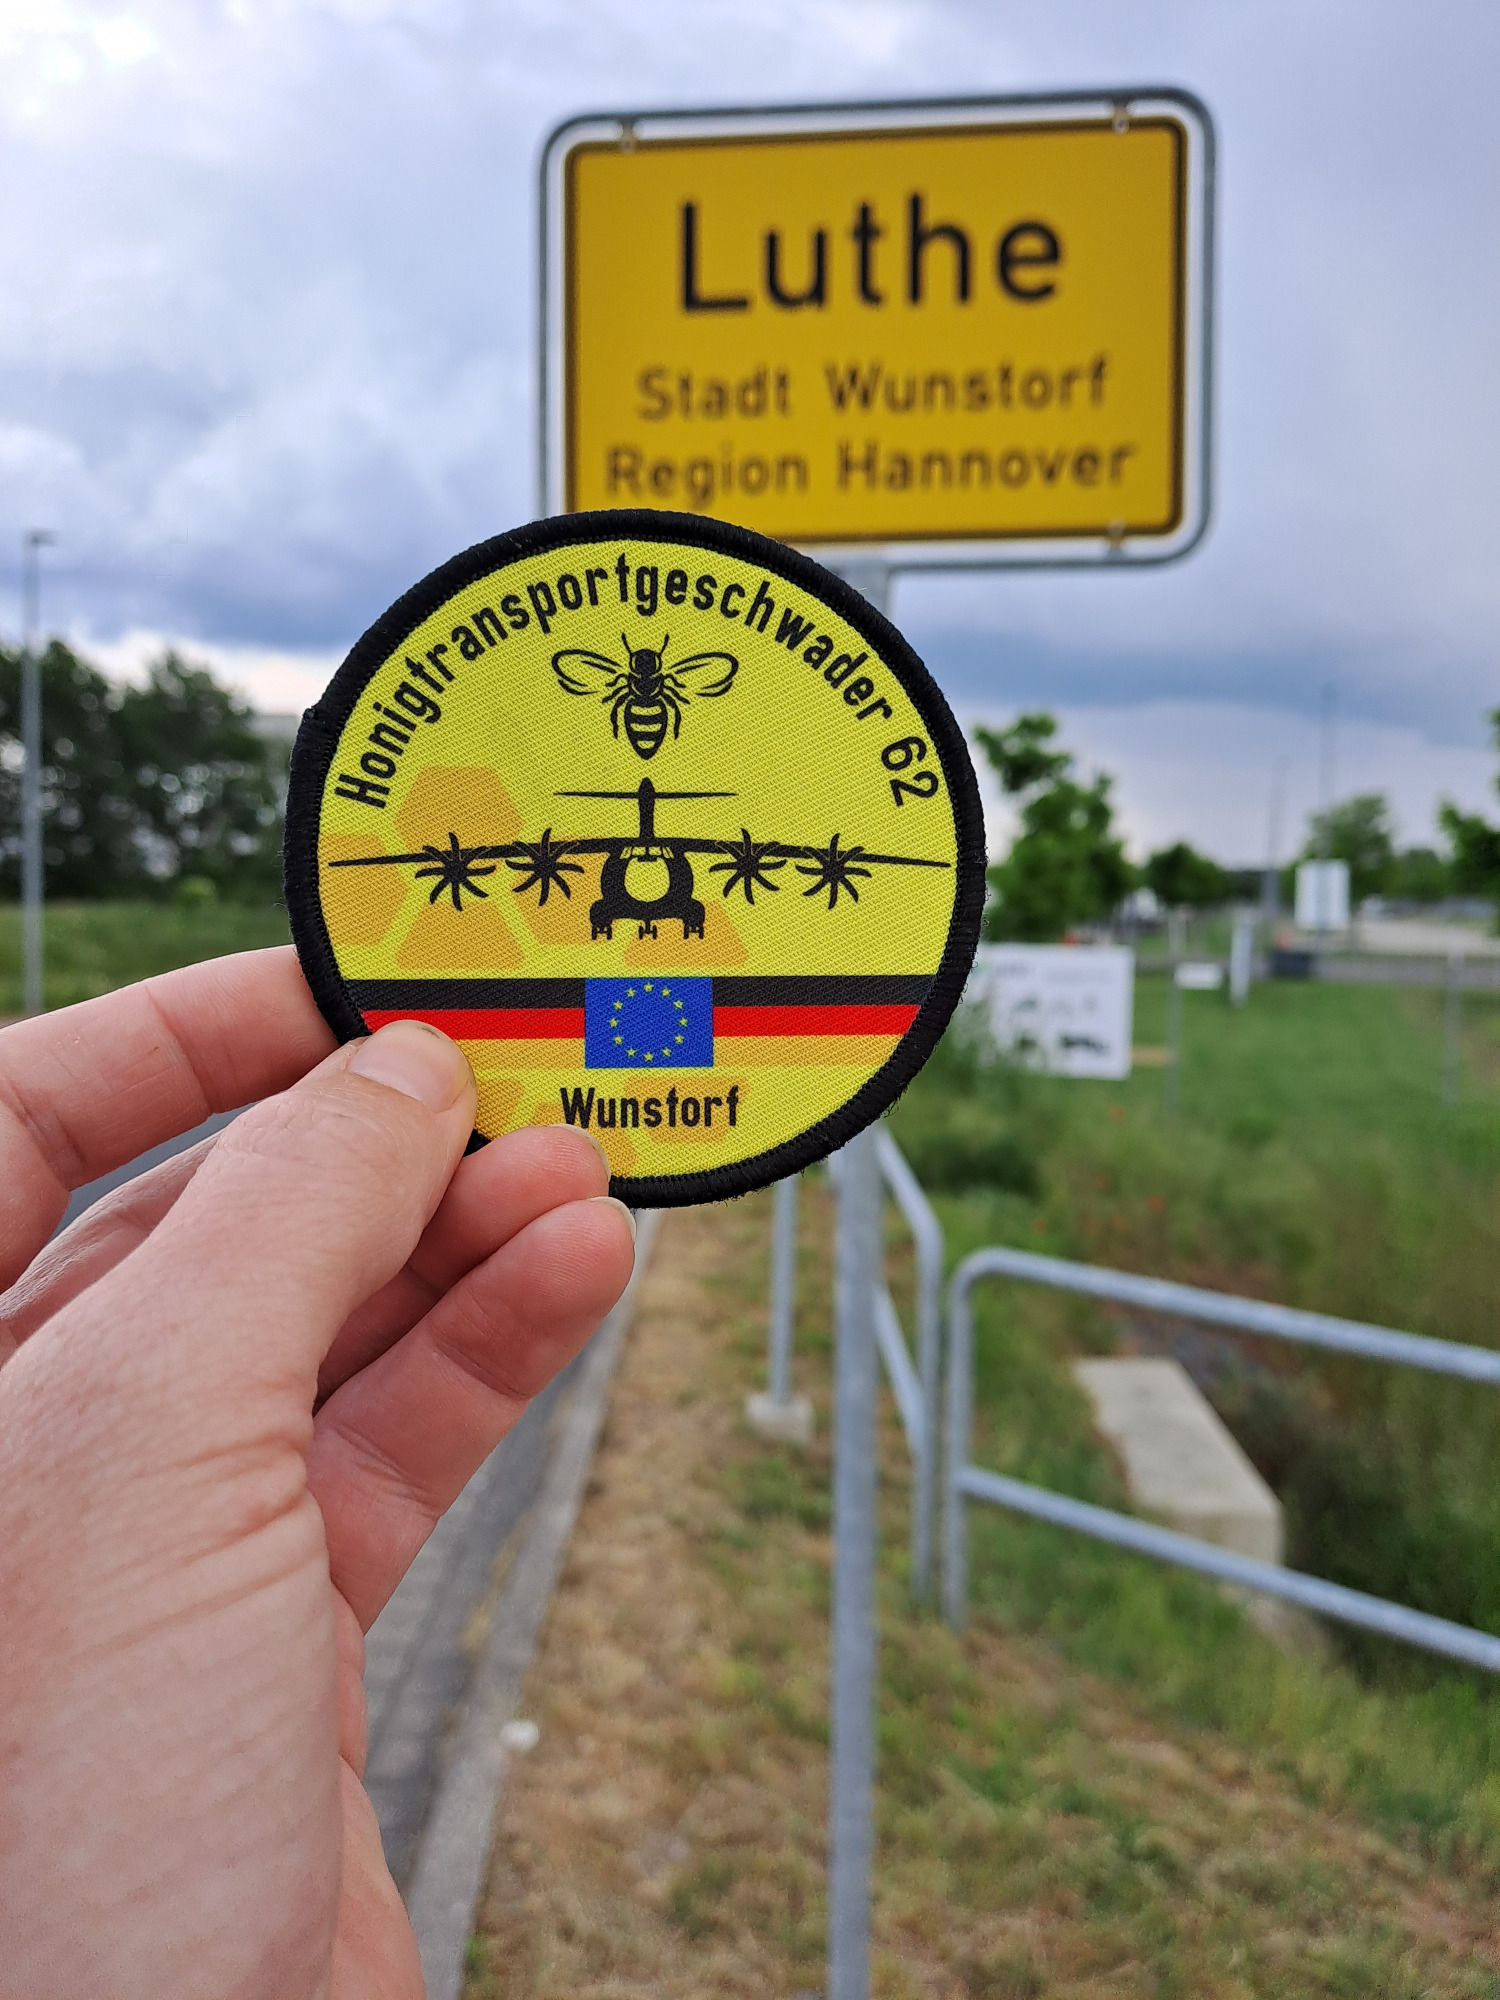 Luthe
Stadt Wunstorf
Region Hannover
Honigtransportgeschwader 62
Wunstorf